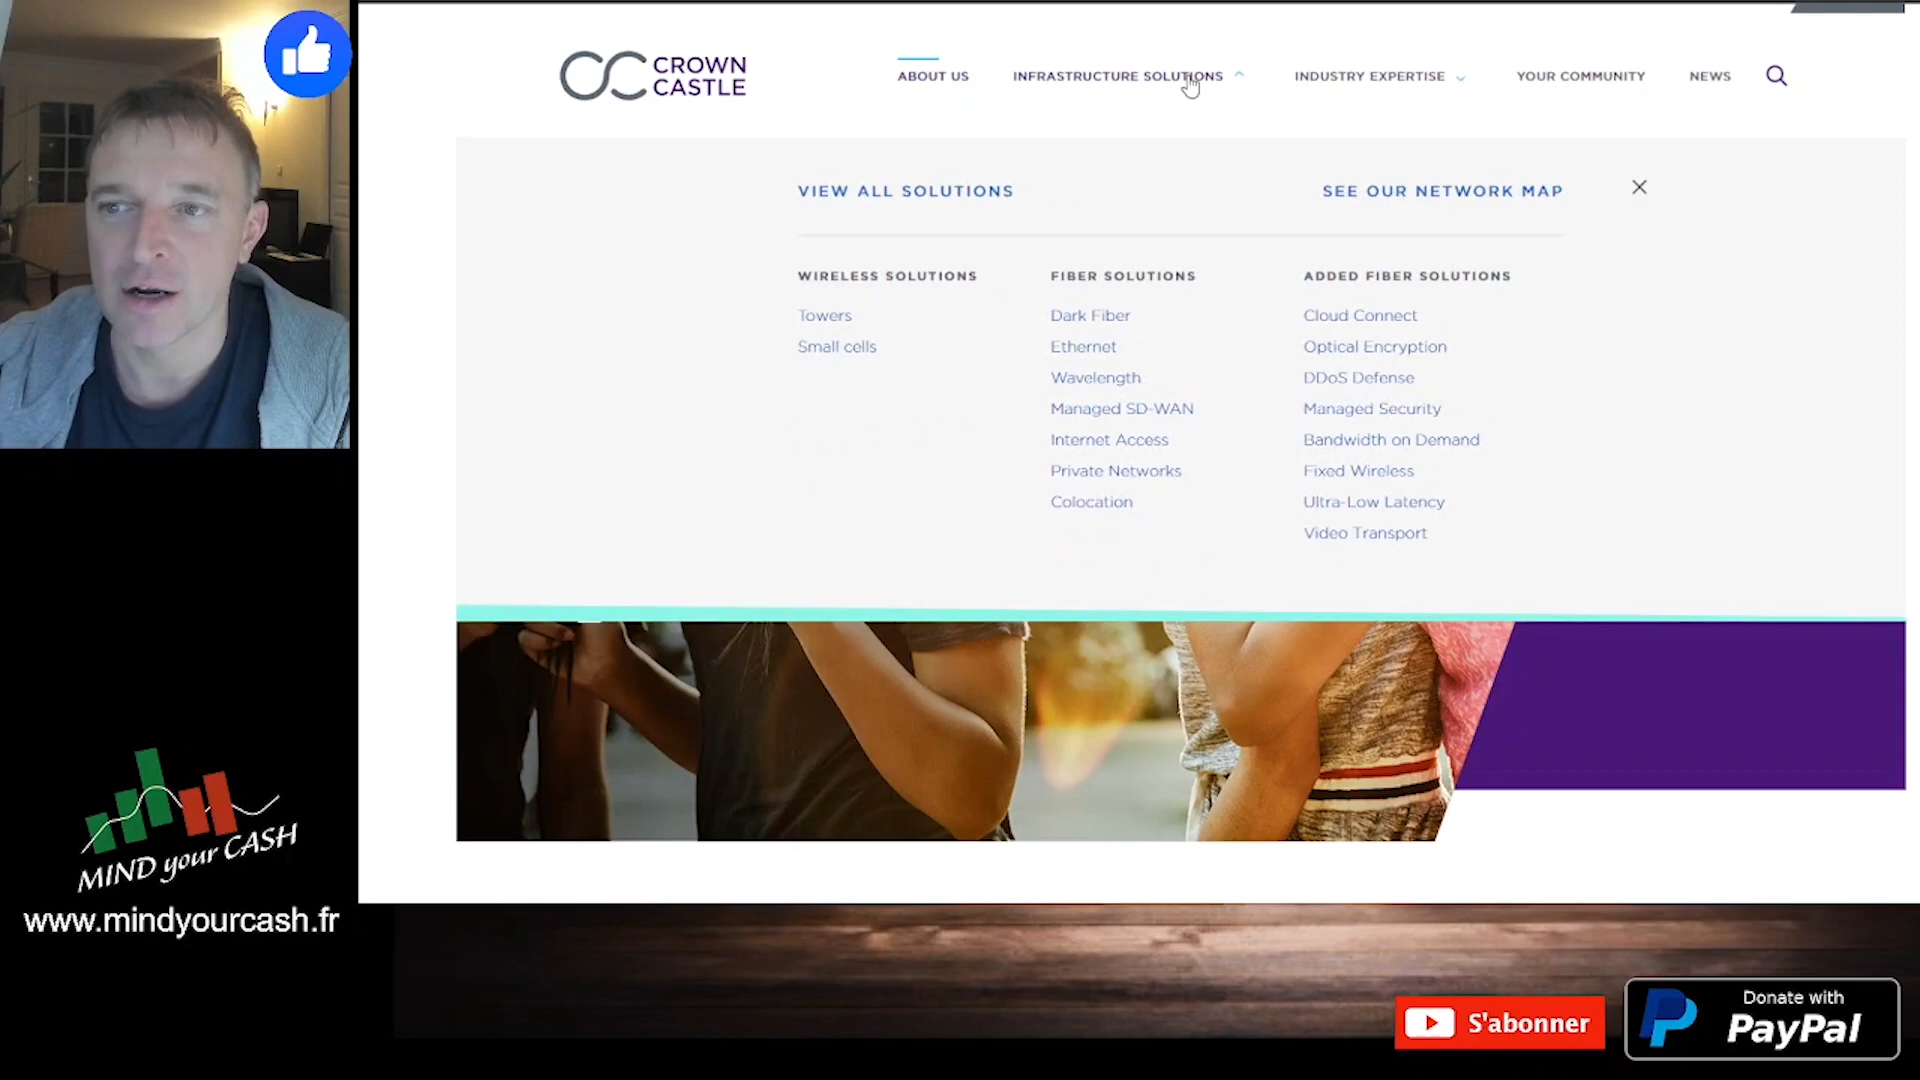 CROWN
CASTLE
ABOUT US
INFRASTRUCTURE SOLUTIONS
INDUSTRY EXPERTISE
YOUR COMMUNITY
NEWS
VIEW ALL SOLUTIONS
SEE OUR NETWORK MAP
WIRELESS SOLUTIONS
Towers
Small cells
FIBER SOLUTIONS
Dark Fiber
Ethernet
Wavelength
Managed SD-WAN
Internet Access
Private Networks
Colocation
ADDED FIBER SOLUTIONS
Cloud Connect
Optical Encryption
DDoS Defense
Managed Security
Bandwidth on Demand
Fixed Wireless
Ultra-Low Latency
Video Transport
MIND your CASH
www.mindyourcash.fr
S'abonner
Donate with
PayPal